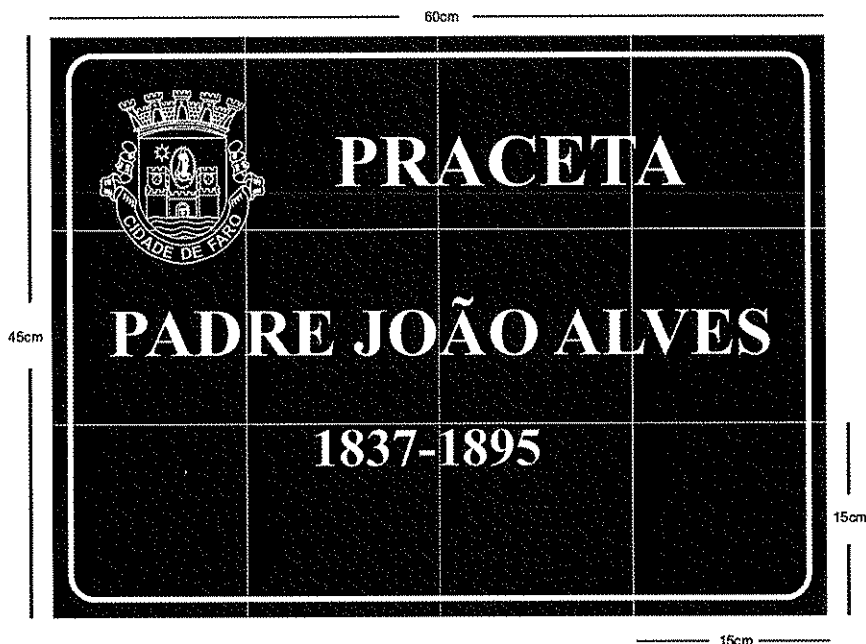 60cm
PRACETA
CIDADE DE FARO
45cm
PADRE JOÃO ALVES
1837-1895
15cm
15cm